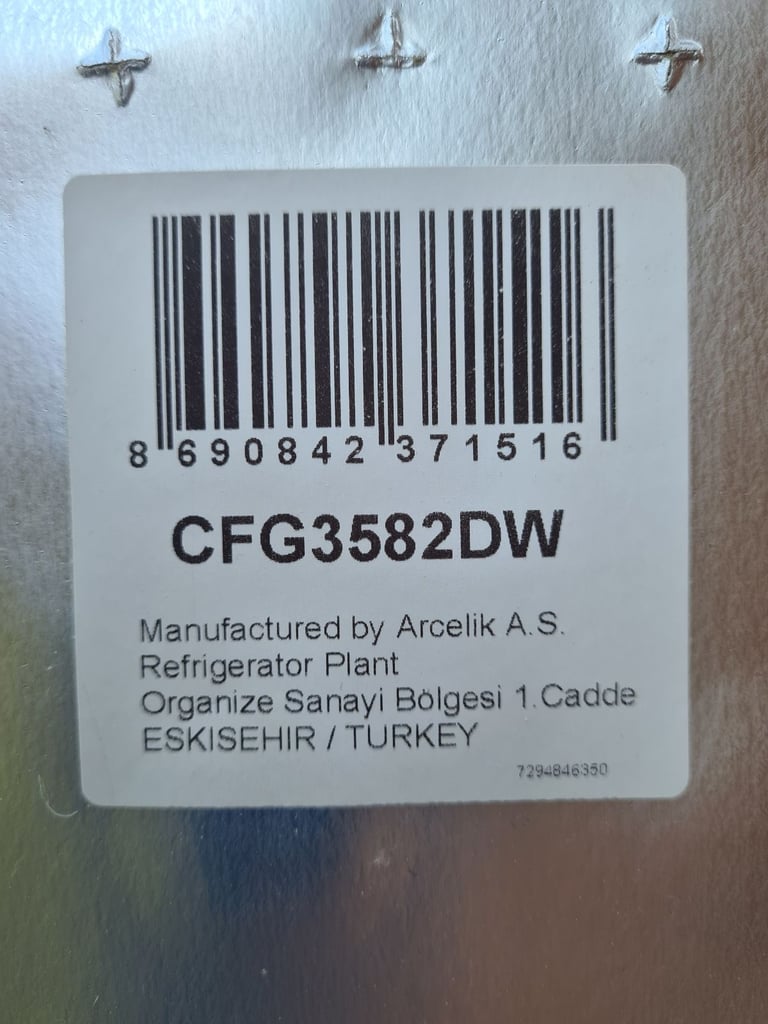 8 690842 371516
CFG3582DW
Manufactured by Arcelik A.S.
Refrigerator Plant
Organize Sanayi Bölgesi 1.Cadde
ESKISEHIR / TURKEY
7294846350